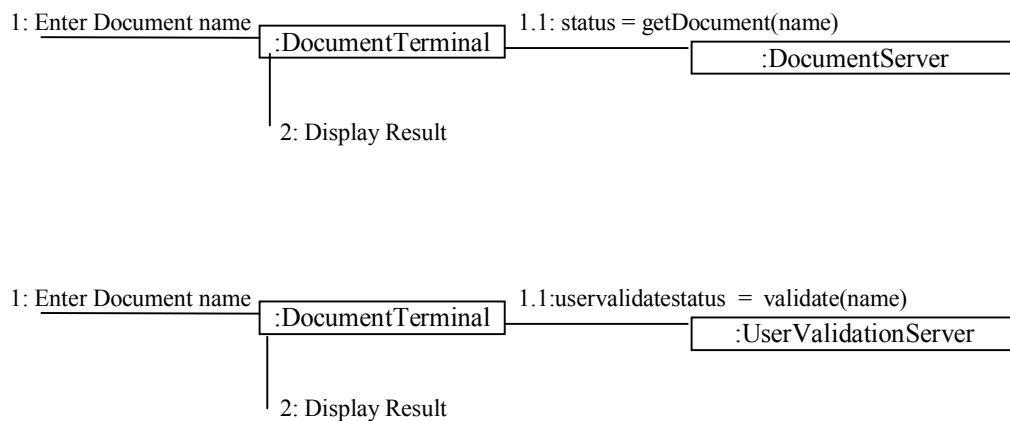 1: Enter Document name
1.1: status = getDocument(name)
:DocumentTerminal
:DocumentServer
2: Display Result
1: Enter Document name
1.1:uservalidatestatus = validate(name)
:DocumentTerminal
:UserValidationServer
2: Display Result